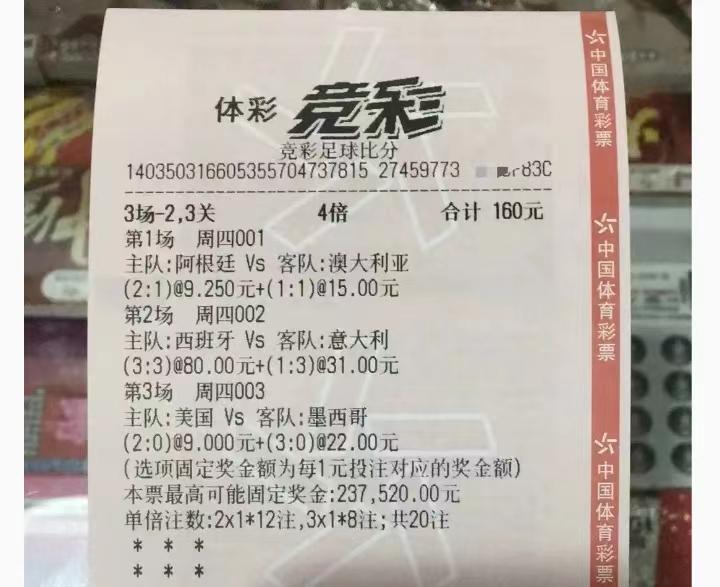 体彩 竞彩
竞彩足球比分
140350316605355704737815 27459773 83C
3场-2,3关 4倍 合计 160元
第1场 周四001
主队:阿根廷 Vs 客队:澳大利亚
(2:1)@9.250元+(1:1)@15.00元
第2场 周四002
主队:西班牙 Vs 客队:意大利
(3:3)@80.00元+(1:3)@31.00元
第3场 周四003
主队:美国 Vs 客队:墨西哥
(2:0)@9.000元+(3:0)@22.00元
(选项固定奖金额为每1元投注对应的奖金额)
本票最高可能固定奖金:237,520.00元
单倍注数:2x1*12注,3x1*8注;共20注
* * *
* * *
中国体育彩票
中国体育彩票
中国体育彩票